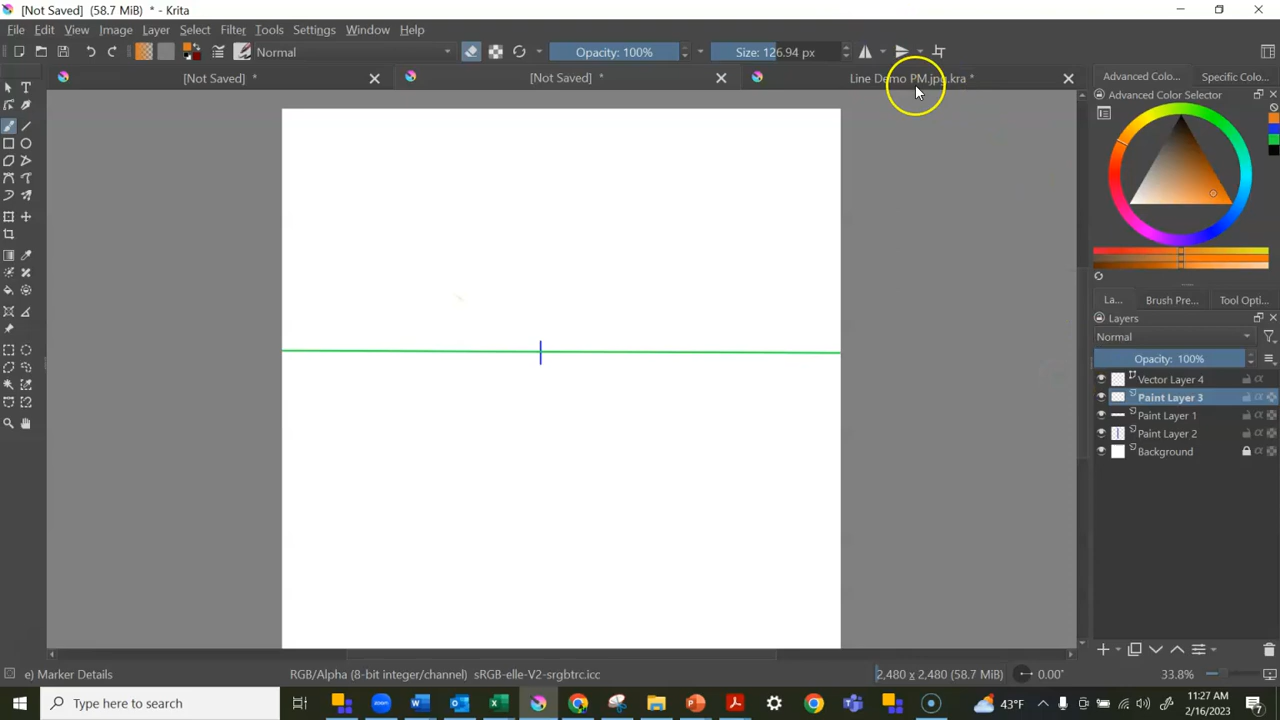 [Not Saved] (58.7 MiB) * - Krita
File Edit View Image Layer Select Filter Tools Settings Window Help
Normal Opacity: 100% Size: 126.94 px
[Not Saved] * [Not Saved] * Line Demo PM.jpg.kra *
Advanced Colo... Specific Colo...
Advanced Color Selector
La... Brush Pre... Tool Opti...
Layers
Normal
Opacity: 100%
Vector Layer 4
Paint Layer 3
Paint Layer 1
Paint Layer 2
Background
e) Marker Details RGB/Alpha (8-bit integer/channel) sRGB-elle-V2-srgbtrc.icc 2,480 x 2,480 (58.7 MiB) 0.00° 33.8%
Type here to search 43°F 11:27 AM
2/16/2023